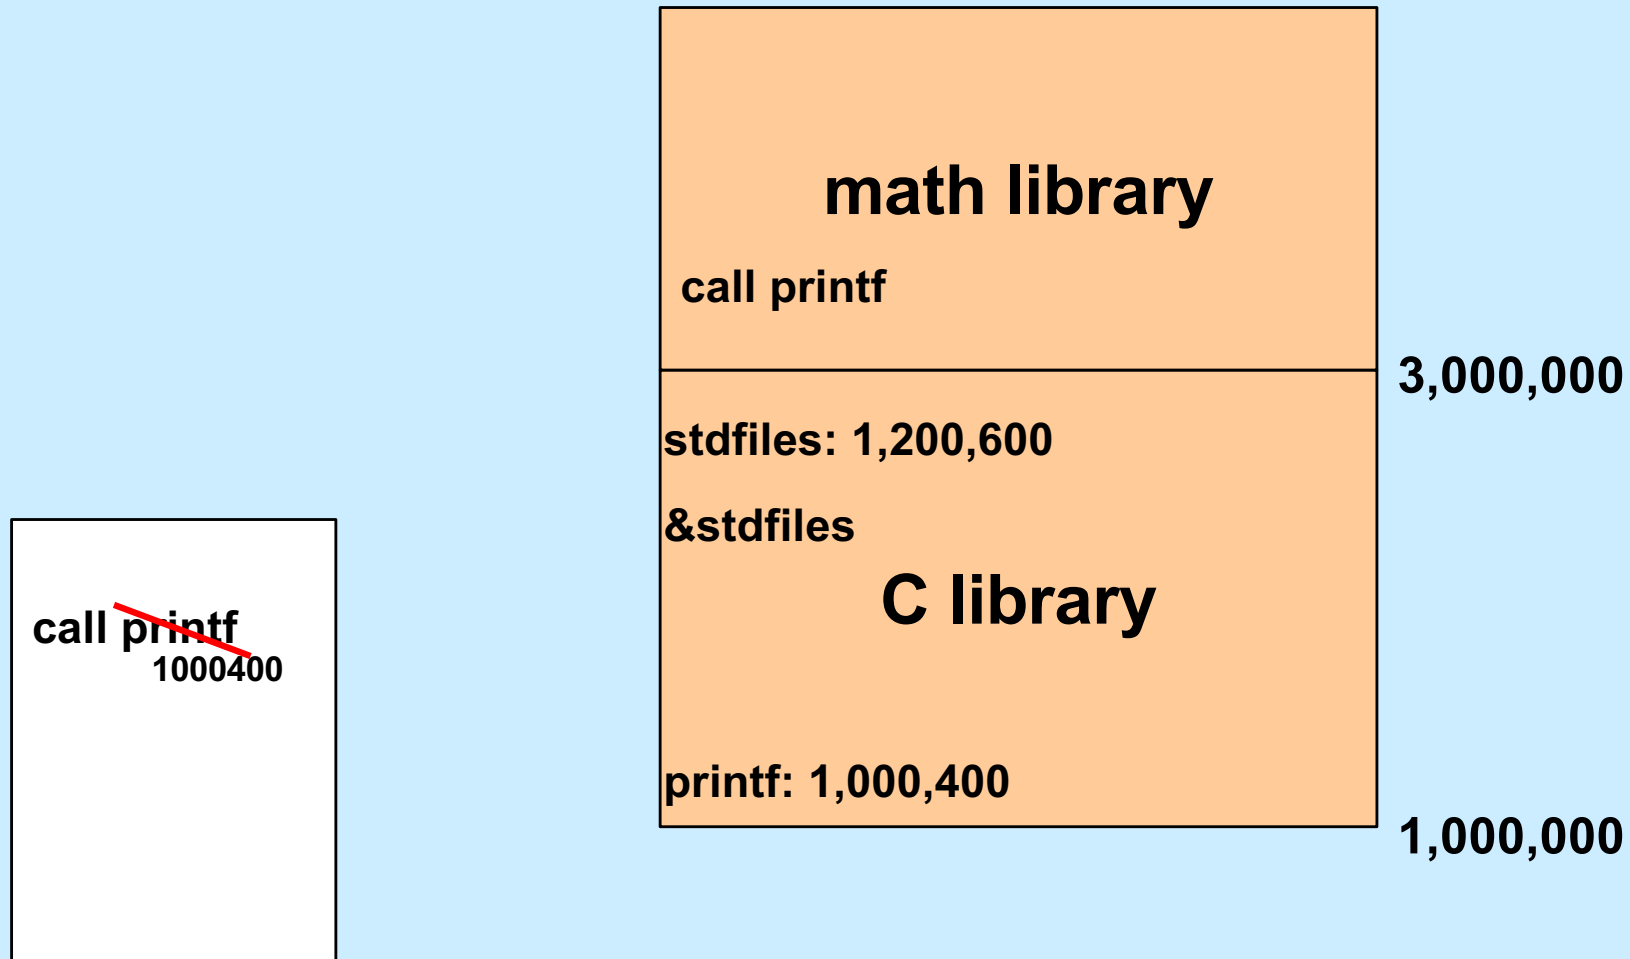 math library
call printf
3,000,000
stdfiles: 1,200,600
&stdfiles
C library
call printf
1000400
printf: 1,000,400
1,000,000